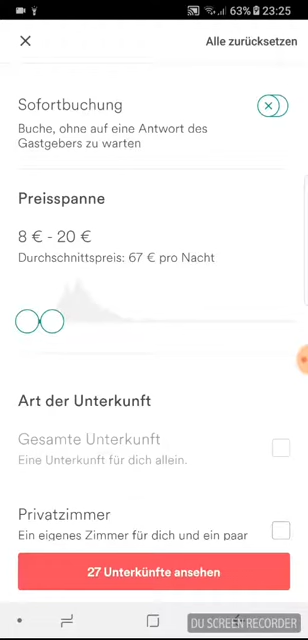 63% 23:25
Alle zurücksetzen
Sofortbuchung
Buche, ohne auf eine Antwort des
Gastgebers zu warten
Preisspanne
8 € - 20 €
Durchschnittspreis: 67 € pro Nacht
Art der Unterkunft
Gesamte Unterkunft
Eine Unterkunft für dich allein.
Privatzimmer
Ein eigenes Zimmer für dich und ein paar
27 Unterkünfte ansehen
DU SCREEN RECORDER